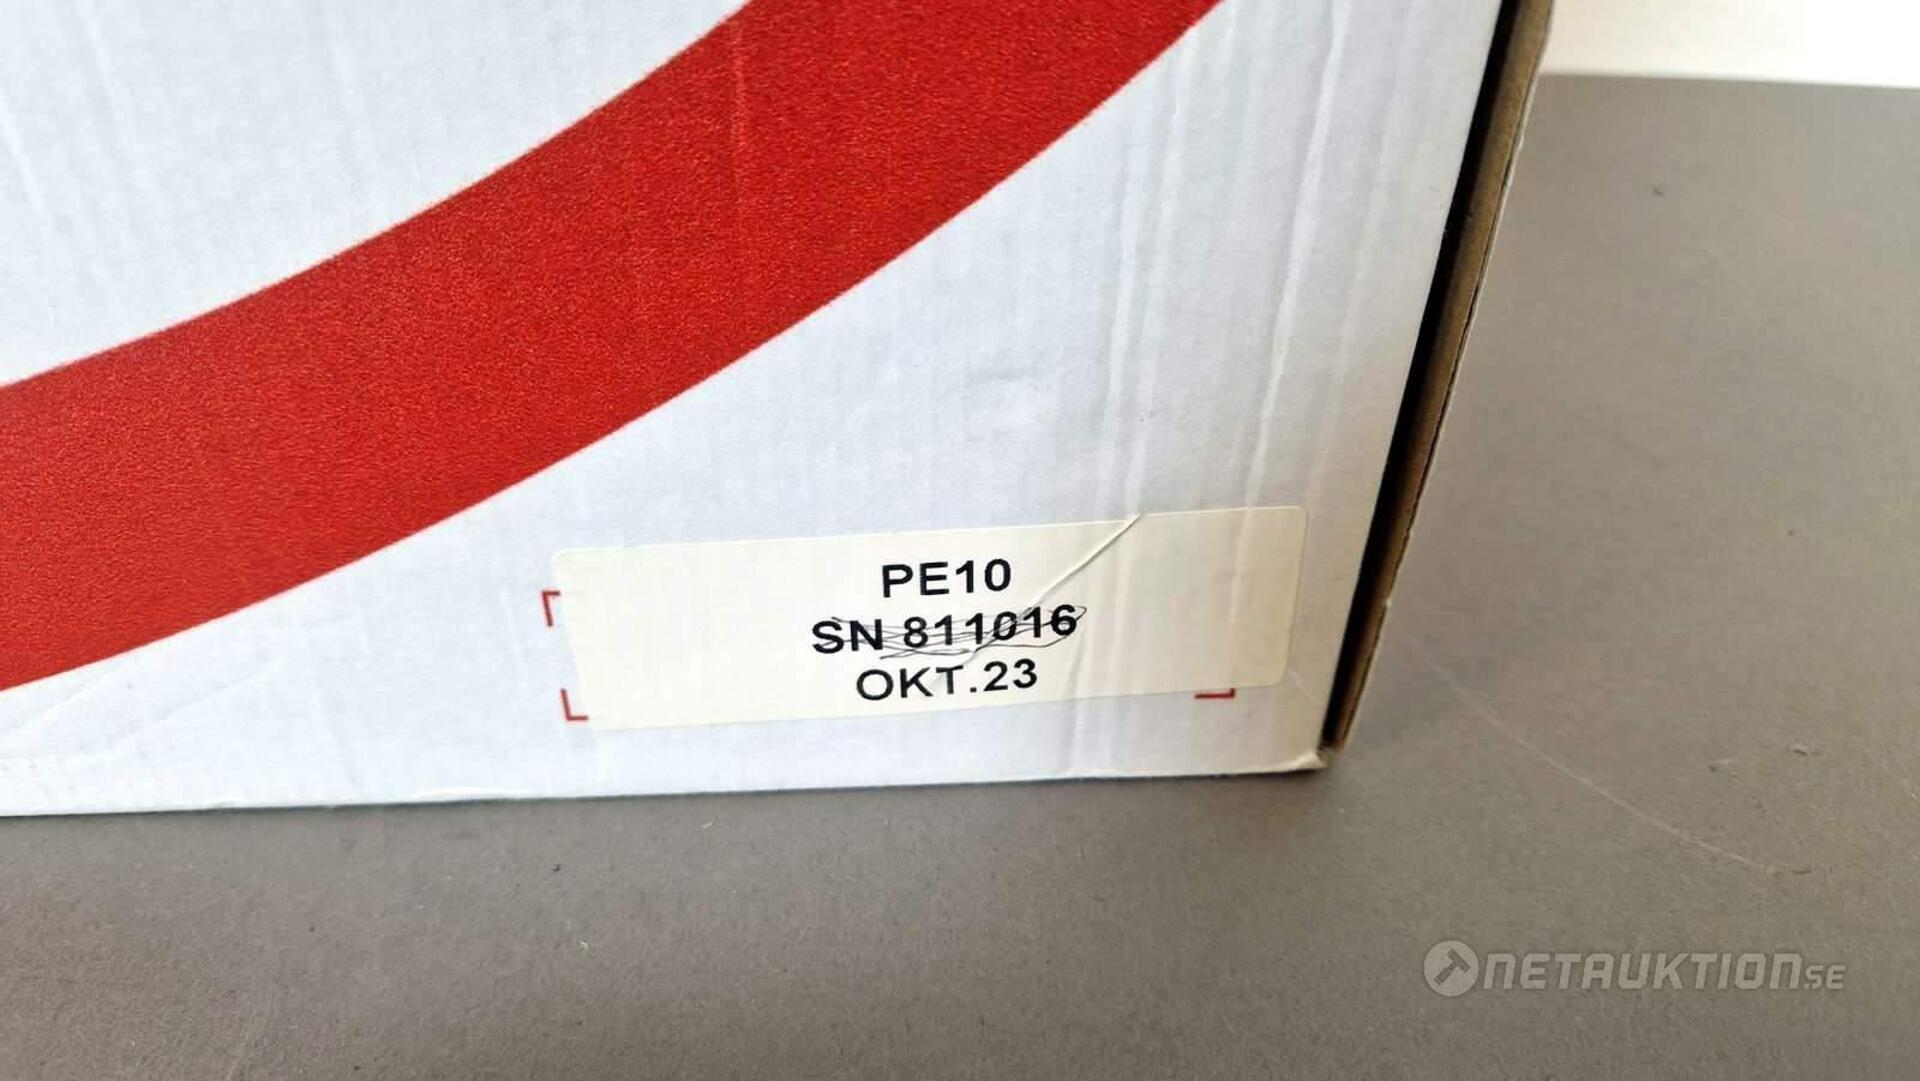 PE10
SN 811016
OKT.23
NETAUKTION.SE